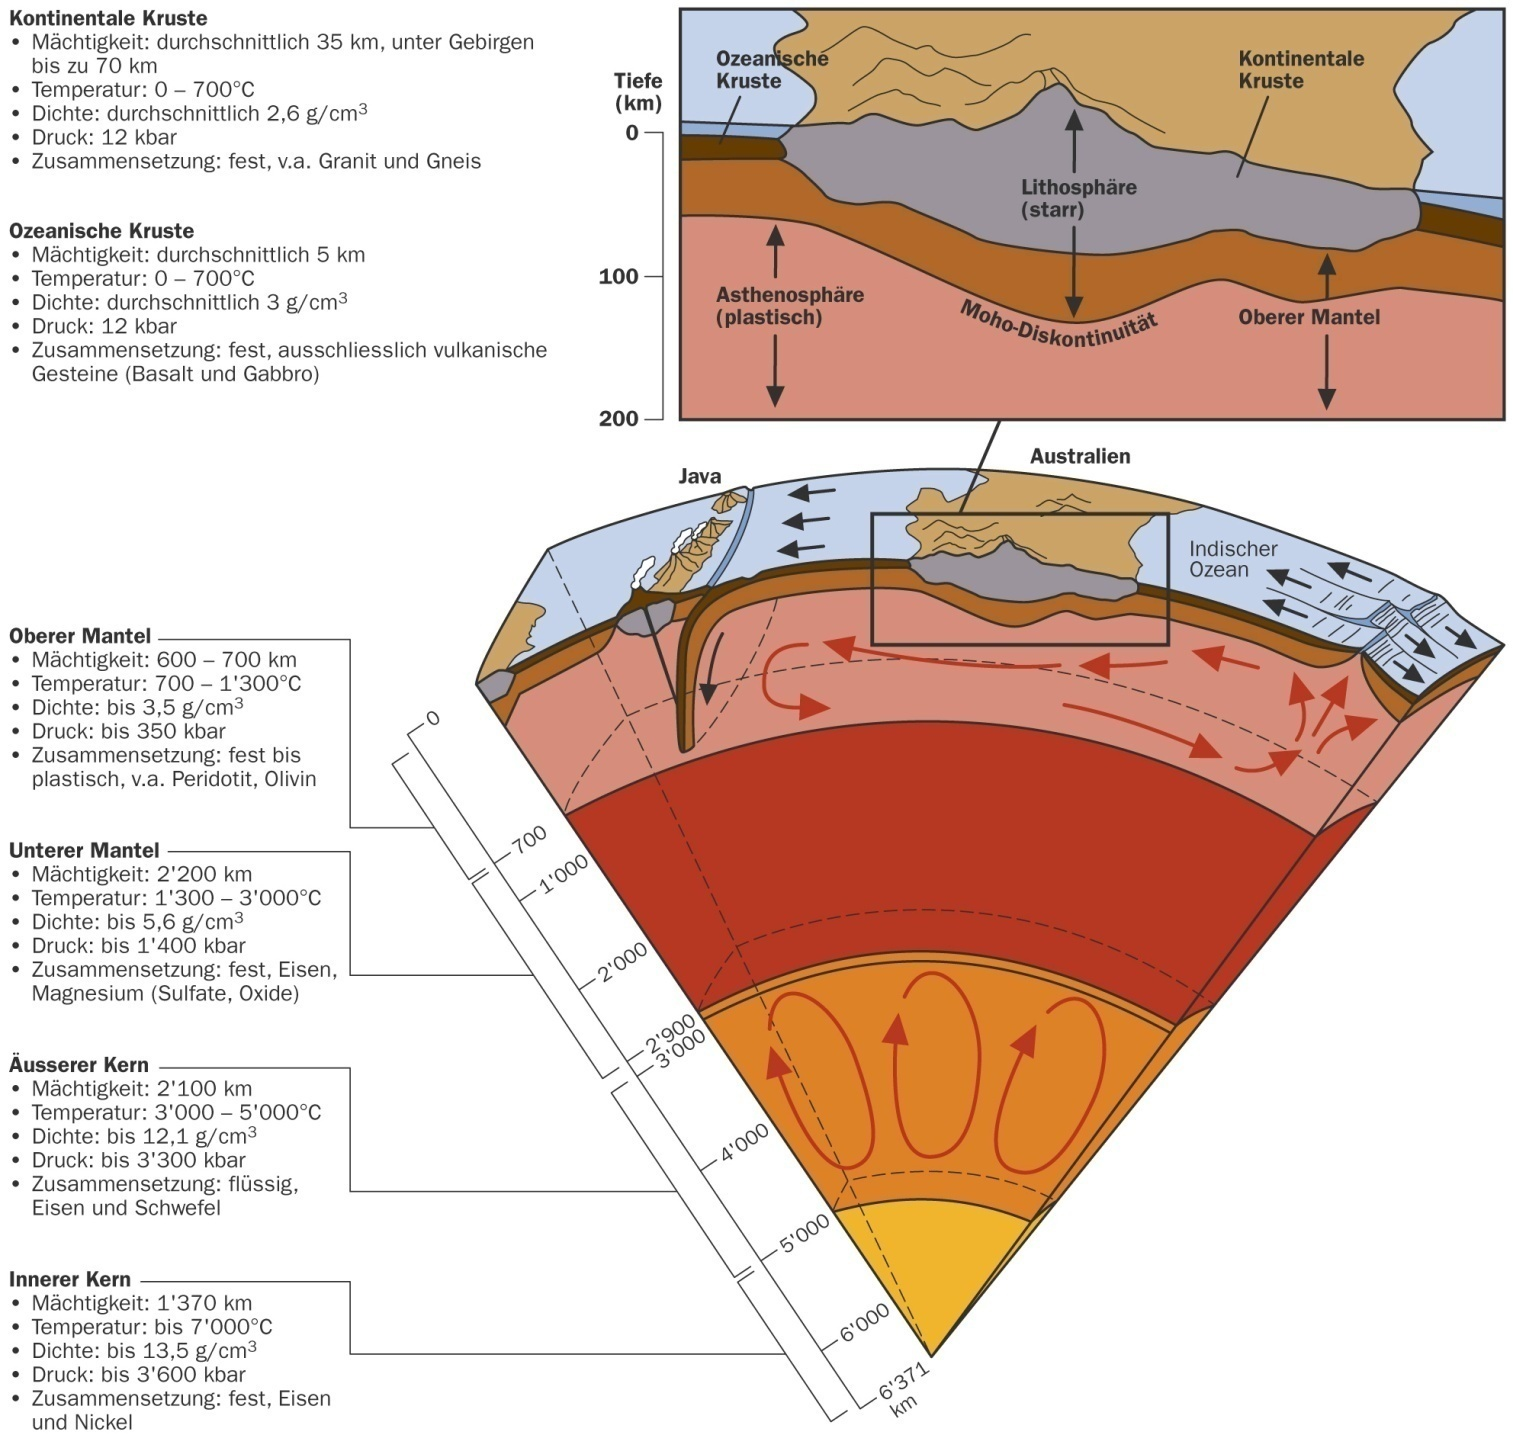 Kontinentale Kruste
• Mächtigkeit: durchschnittlich 35 km, unter Gebirgen
bis zu 70 km
• Temperatur: 0 – 700°C
• Dichte: durchschnittlich 2,6 g/cm³
• Druck: 12 kbar
• Zusammensetzung: fest, v.a. Granit und Gneis
Ozeanische Kruste
• Mächtigkeit: durchschnittlich 5 km
• Temperatur: 0 – 700°C
• Dichte: durchschnittlich 3 g/cm³
• Druck: 12 kbar
• Zusammensetzung: fest, ausschliesslich vulkanische
Gesteine (Basalt und Gabbro)
Tiefe
(km)
0
100
200
Ozeanische
Kruste
Kontinentale
Kruste
Lithosphäre
(starr)
Asthenosphäre
(plastisch)
Moho-Diskontinuität
Oberer Mantel
Java
Australien
Indischer
Ozean
Oberer Mantel
• Mächtigkeit: 600 – 700 km
• Temperatur: 700 – 1'300°C
• Dichte: bis 3,5 g/cm³
• Druck: bis 350 kbar
• Zusammensetzung: fest bis
plastisch, v.a. Peridotit, Olivin
Unterer Mantel
• Mächtigkeit: 2'200 km
• Temperatur: 1'300 – 3'000°C
• Dichte: bis 5,6 g/cm³
• Druck: bis 1'400 kbar
• Zusammensetzung: fest, Eisen,
Magnesium (Sulfate, Oxide)
Äusserer Kern
• Mächtigkeit: 2'100 km
• Temperatur: 3'000 – 5'000°C
• Dichte: bis 12,1 g/cm³
• Druck: bis 3'300 kbar
• Zusammensetzung: flüssig,
Eisen und Schwefel
Innerer Kern
• Mächtigkeit: 1'370 km
• Temperatur: bis 7'000°C
• Dichte: bis 13,5 g/cm³
• Druck: bis 3'600 kbar
• Zusammensetzung: fest, Eisen
und Nickel
0
700
1'000
2'000
2'900
3'000
4'000
5'000
6'000
6'371
km